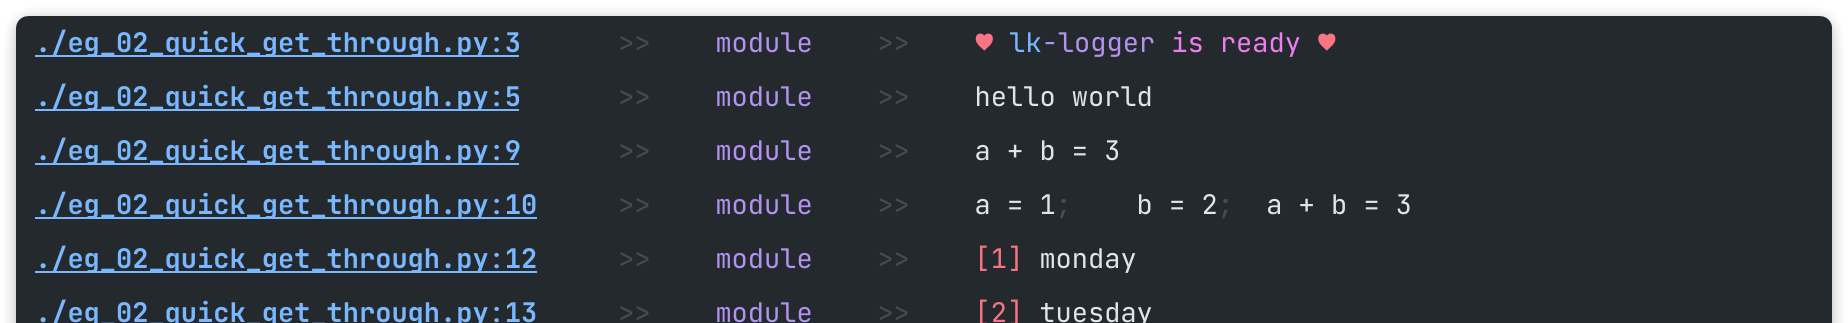 ./eg_02_quick_get_through.py:3 >> module >> ♥ lk-logger is ready ♥
./eg_02_quick_get_through.py:5 >> module >> hello world
./eg_02_quick_get_through.py:9 >> module >> a + b = 3
./eg_02_quick_get_through.py:10 >> module >> a = 1; b = 2; a + b = 3
./eg_02_quick_get_through.py:12 >> module >> [1] monday
./eg_02_quick_get_through.py:13 >> module >> [2] tuesday